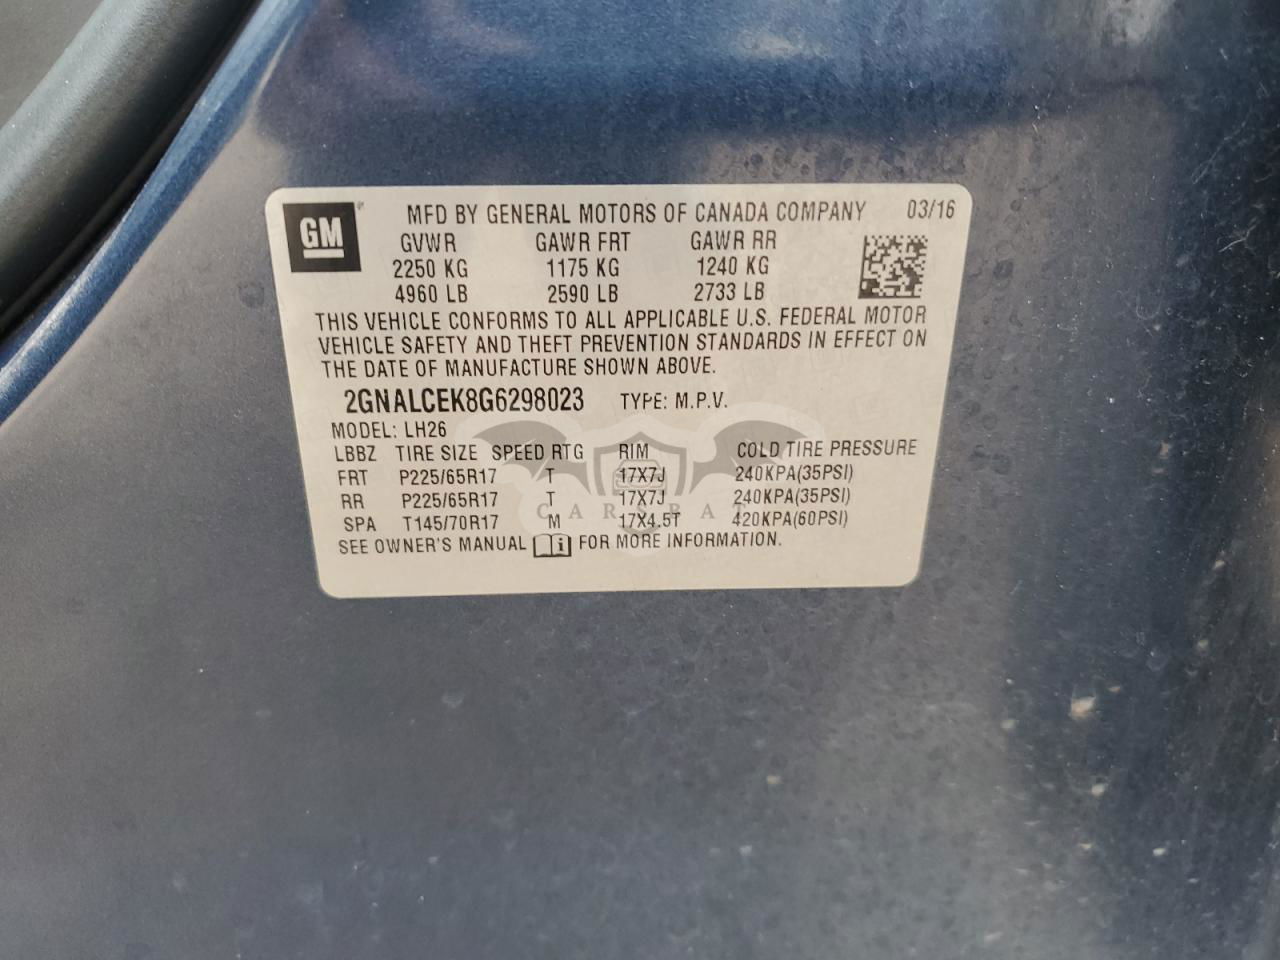 GM
MFD BY GENERAL MOTORS OF CANADA COMPANY 03/16
GVWR GAWR FRT GAWR RR
2250 KG 1175 KG 1240 KG
4960 LB 2590 LB 2733 LB
THIS VEHICLE CONFORMS TO ALL APPLICABLE U.S. FEDERAL MOTOR
VEHICLE SAFETY AND THEFT PREVENTION STANDARDS IN EFFECT ON
THE DATE OF MANUFACTURE SHOWN ABOVE.
2GNALCEK8G6298023 TYPE: M.P.V.
MODEL: LH26
LBBZ TIRE SIZE SPEED RTG RIM COLD TIRE PRESSURE
FRT P225/65R17 T 17X7J 240KPA(35PSI)
RR P225/65R17 T 17X7J 240KPA(35PSI)
CARSBAT
SPA T145/70R17 M 17X4.5T 420KPA(60PSI)
SEE OWNER'S MANUAL i FOR MORE INFORMATION.